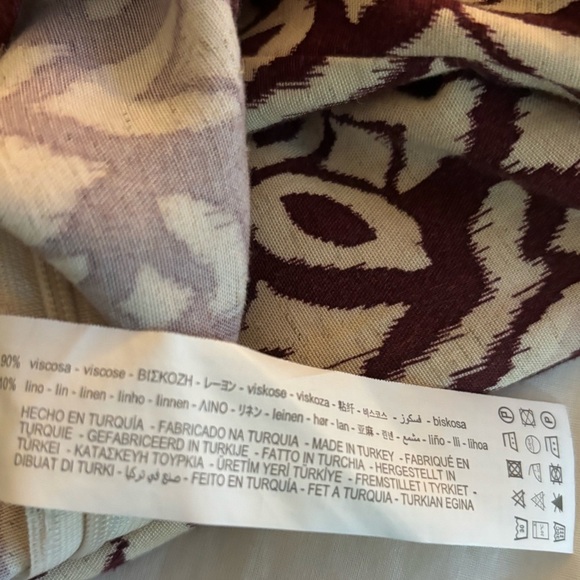 90% viscosa - viscose - ΒΙΣΚΟΖΗ - レーヨン - viskose - viskoza - 黏纤 - 비스코스 - فسكوز - biskosa
10% lino - lin - linen - linho - linnen - ΛΙΝΟ - リネン - leinen - hør - lan - 亚麻 - 린넨 - مشمع - liño - lli - lihoa
HECHO EN TURQUÍA - FABRICADO NA TURQUIA - MADE IN TURKEY - FABRIQUÉ EN
TURQUIE - GEFABRICEERD IN TURKIJE - FATTO IN TURCHIA - HERGESTELLT IN
TÜRKEI - ΚΑΤΑΣΚΕΥΗ ΤΟΥΡΚΙΑ - ÜRETİM YERİ TÜRKİYE - FREMSTILLET I TYRKIET -
DIBUAT DI TURKI - صنع في تركيا - FEITO EN TURQUÍA - FET A TURQUIA - TURKIAN EGINA